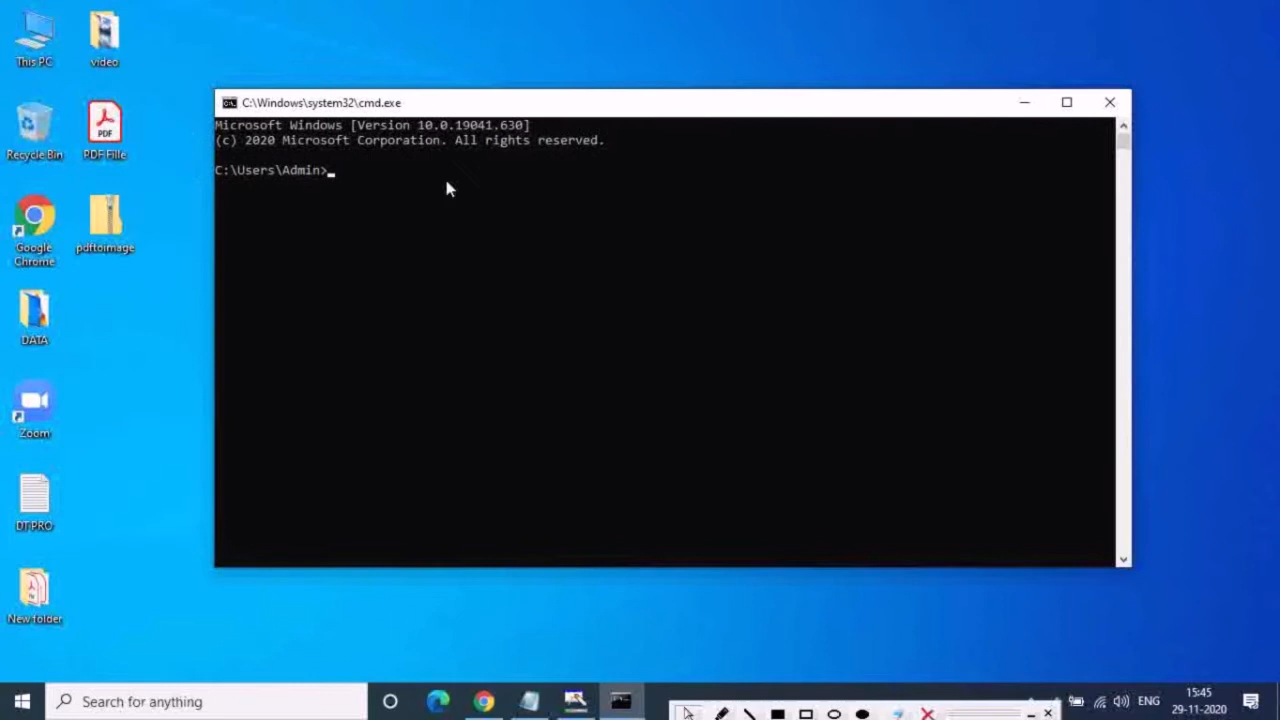 This PC
video
Recycle Bin
PDF FIlle
PDF
Google
Chrome
pdftoimage
DATA
Zoom
DTPRO
New folder
C:\Windows\system32\cmd.exe
Microsoft Windows [Version 10.0.19041.630]
(c) 2020 Microsoft Corporation. All rights reserved.
C:\Users\Admin>
Search for anything
ENG
15:45
29-11-2020